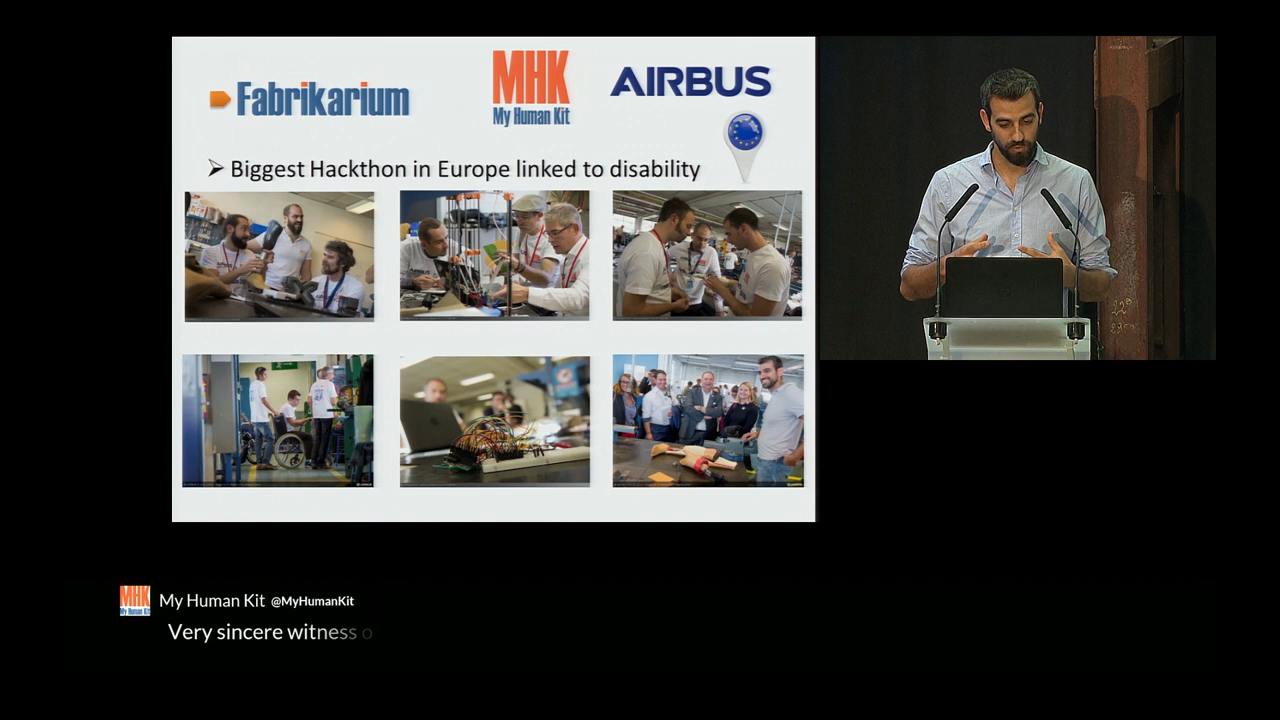 Fabrikarium
MHK
My Human Kit
AIRBUS
➢ Biggest Hackthon in Europe linked to disability
MHK
My Human Kit
My Human Kit @MyHumanKit
Very sincere witness o